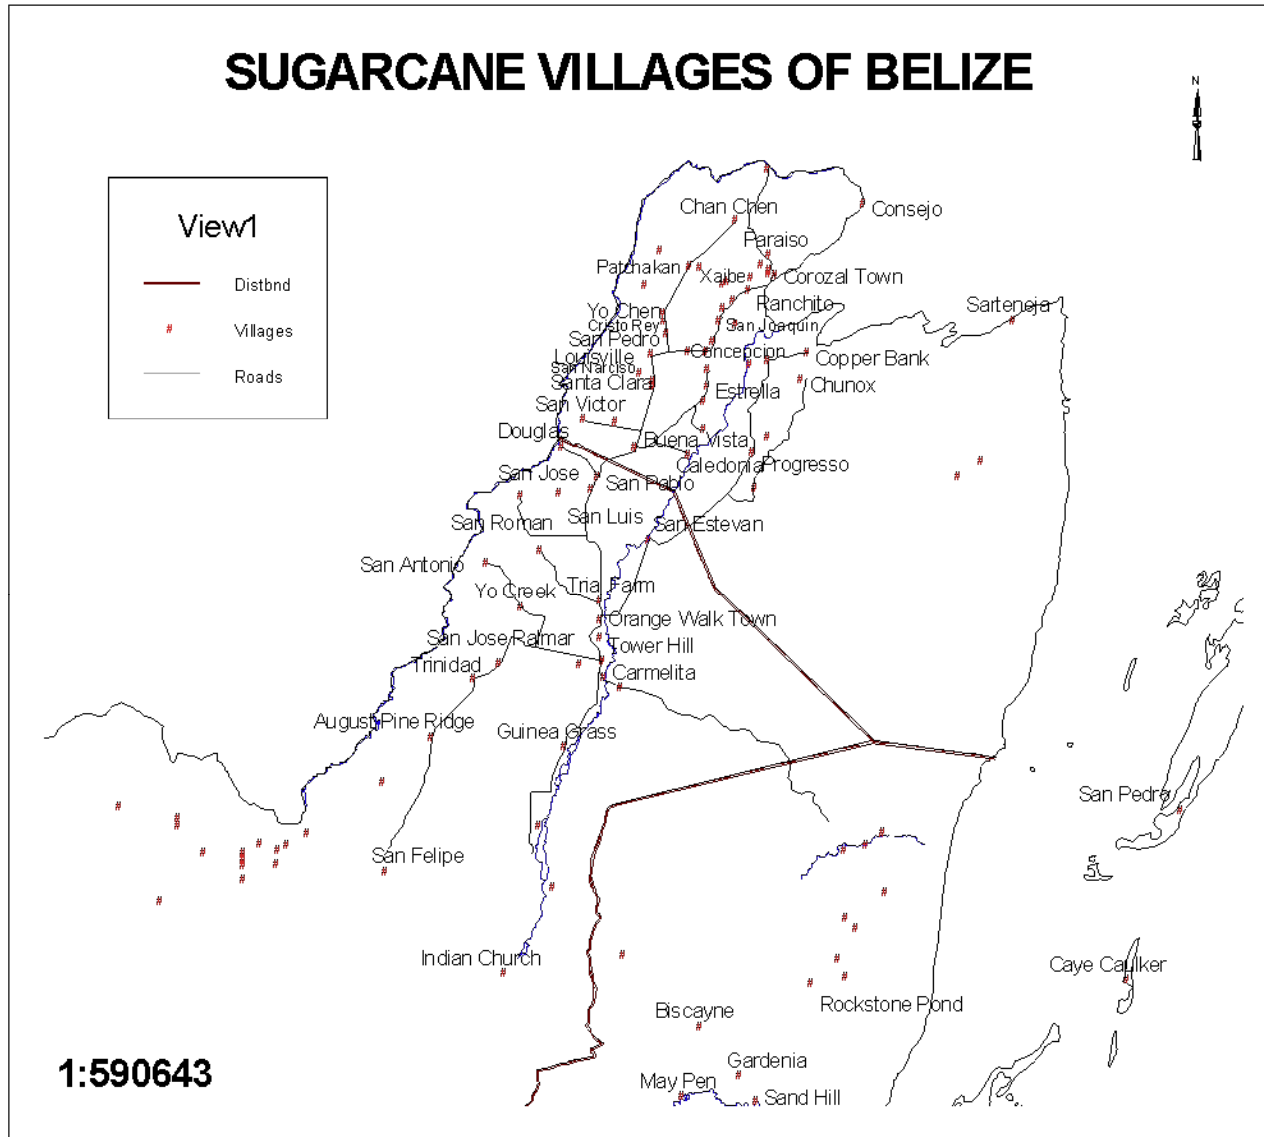 SUGARCANE VILLAGES OF BELIZE
N
View1
Distbnd
Villages
Roads
Chan Chen
Consejo
Paraiso
Patchakan
Xaibe
Corozal Town
Yo Chen
Ranchito
Sarteneja
Cristo Rey
San Joaquin
San Pedro
Louisville
Concepcion
Copper Bank
San Narciso
Santa Clara
Estrella
Chunox
San Victor
Douglas
Buena Vista
Caledonia
Progresso
San Jose
San Pablo
San Roman
San Luis
San Estevan
San Antonio
Yo Creek
Trial Farm
Orange Walk Town
San Jose Palmar
Tower Hill
Trinidad
Carmelita
August Pine Ridge
Guinea Grass
San Pedro
San Felipe
Indian Church
Caye Caulker
Rockstone Pond
Biscayne
Gardenia
May Pen
Sand Hill
1:590643